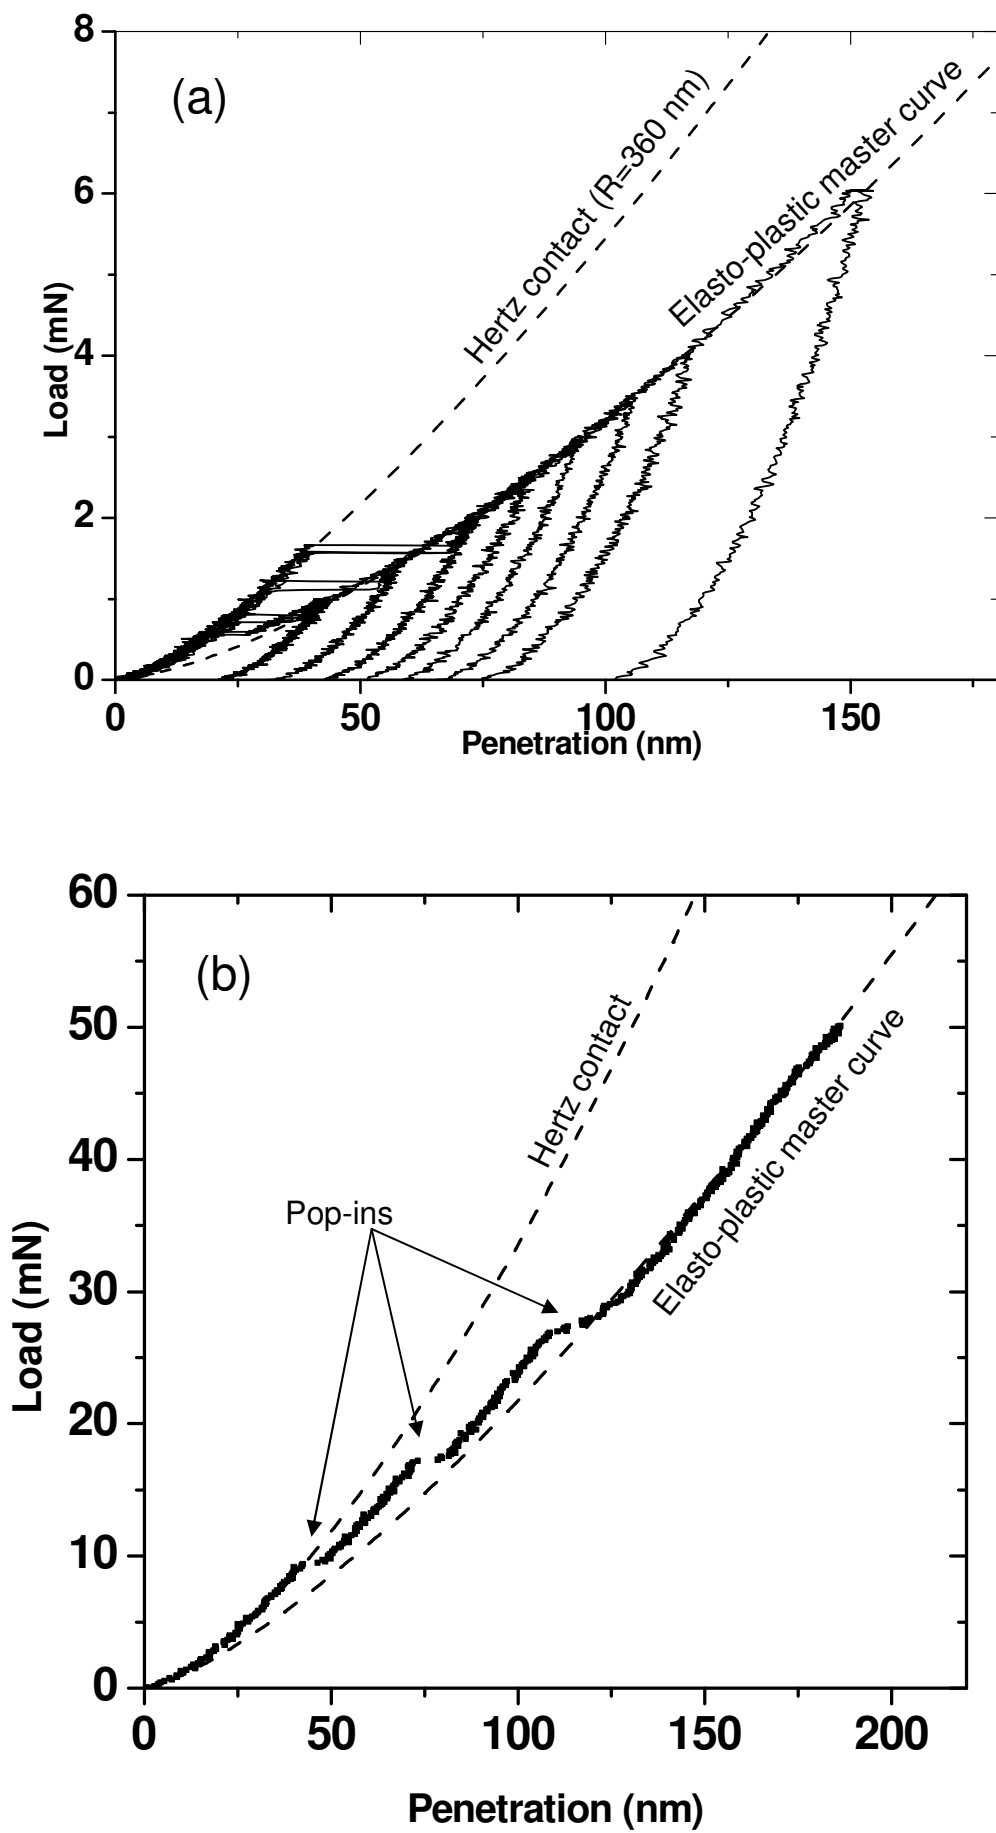 8
(a)
Hertz contact (R=360 nm)
Elasto-plastic master curve
6
4
2
0
Load (mN)
0 50 100 150
Penetration (nm)
60
(b)
50
Hertz contact
Elasto-plastic master curve
40
Pop-ins
30
20
10
0
Load (mN)
0 50 100 150 200
Penetration (nm)